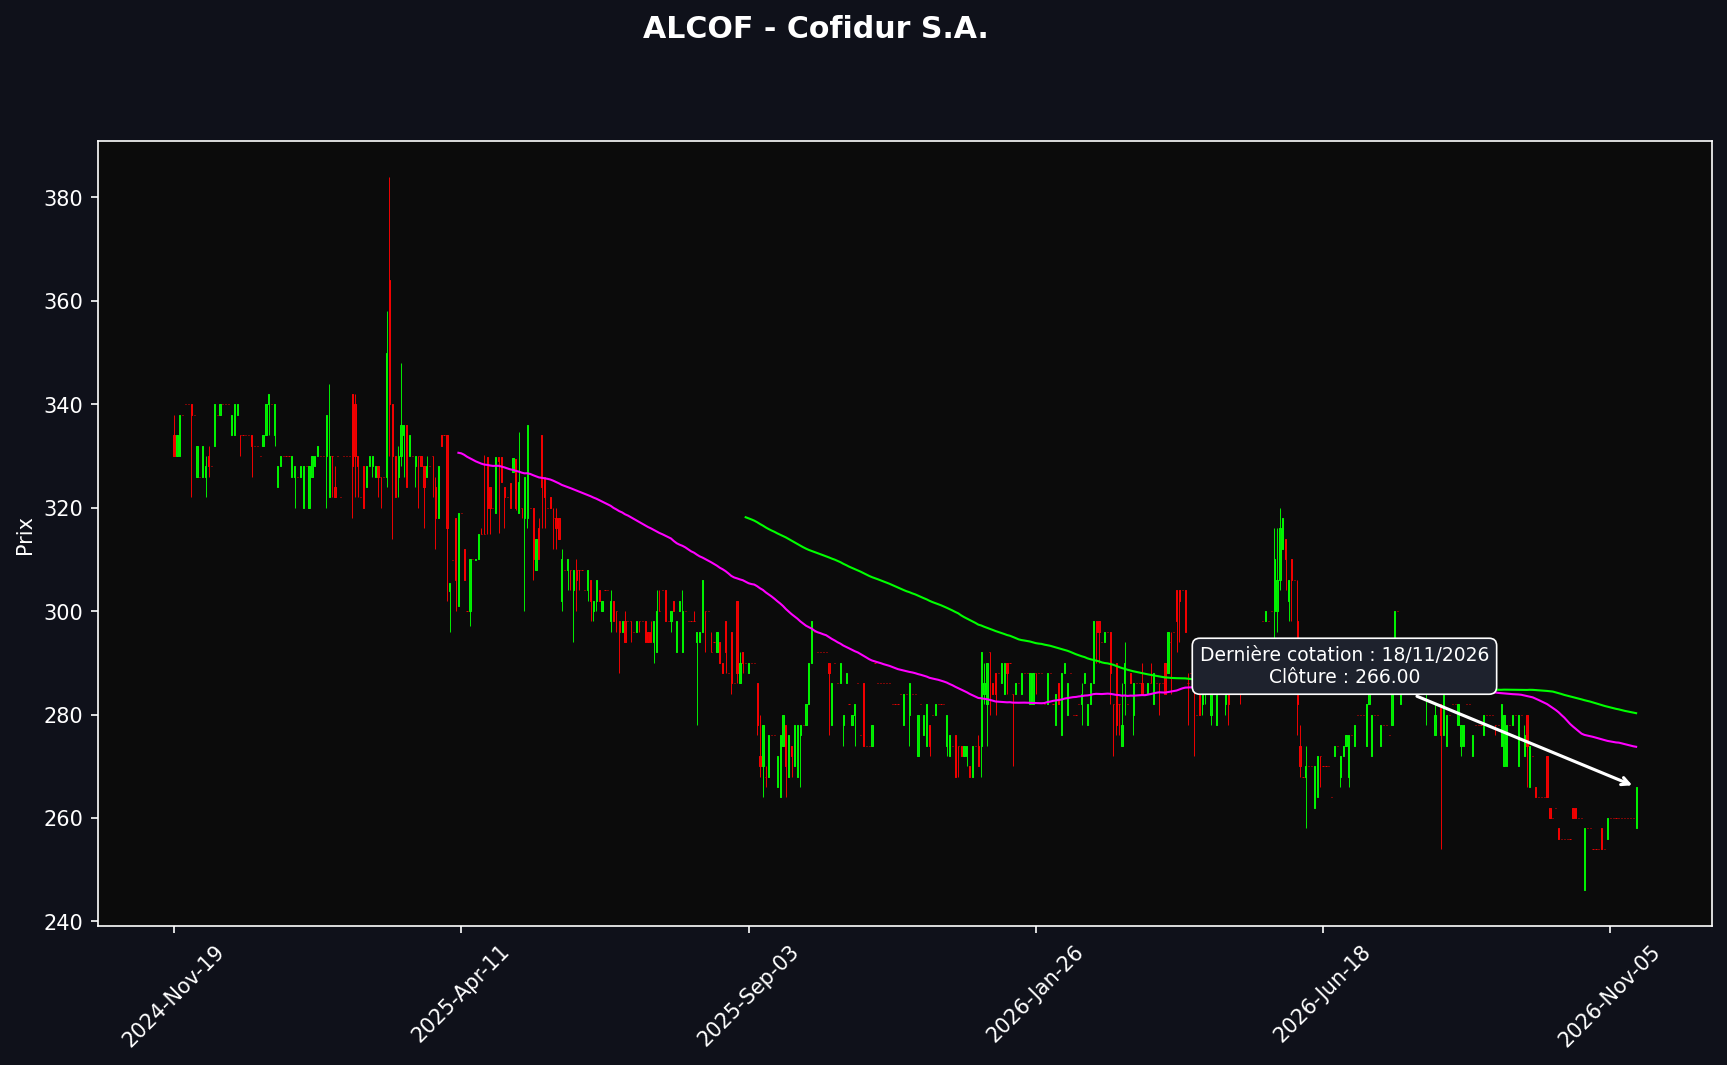 ALCOF - Cofidur S.A.
Prix
380
360
340
320
300
280
260
240
Dernière cotation : 18/11/2026
Clôture : 266.00
2024-Nov-19
2025-Apr-11
2025-Sep-03
2026-Jan-26
2026-Jun-18
2026-Nov-05